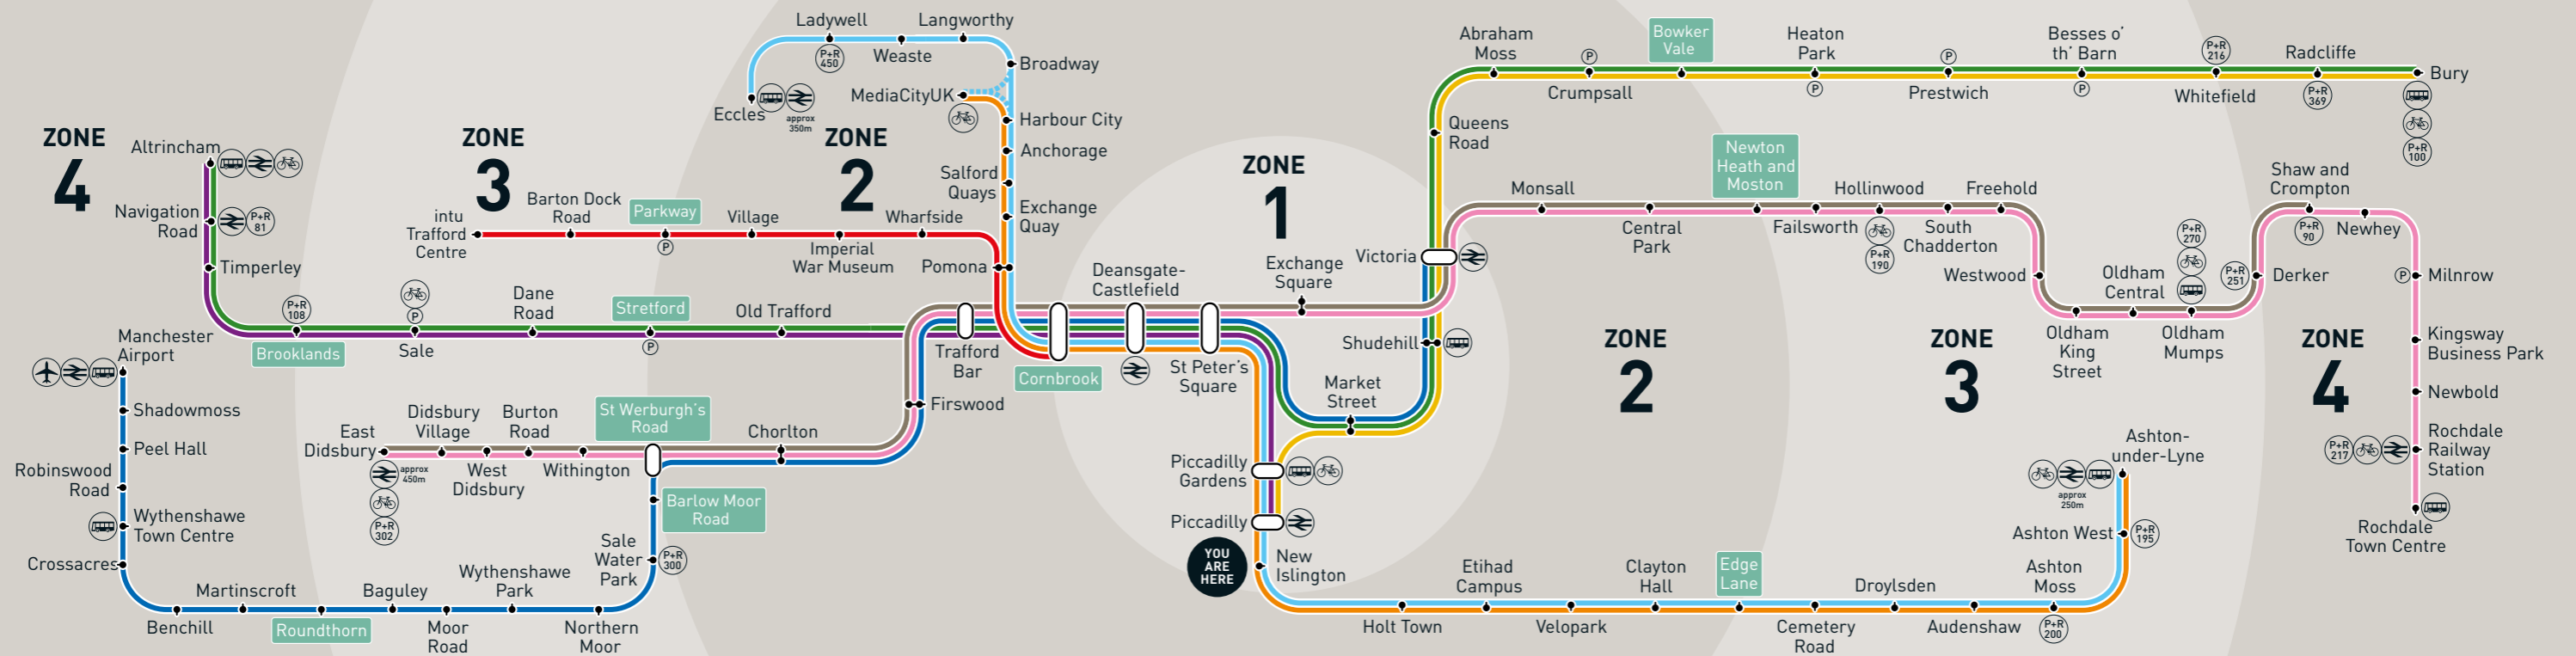 ZONE
4
Altrincham
Navigation
Road
P+R
81
Timperley
P+R
108
Brooklands
P
Sale
Dane
Road
Stretford
P
Old Trafford
Trafford
Bar
Cornbrook
Deansgate-
Castlefield
St Peter's
Square
ZONE
3
intu
Trafford
Centre
Barton Dock
Road
Parkway
P
Village
Imperial
War Museum
Wharfside
Pomona
ZONE
2
Eccles
approx
350m
Ladywell
P+R
450
Weaste
Langworthy
Broadway
MediaCityUK
Harbour City
Anchorage
Salford
Quays
Exchange
Quay
Manchester
Airport
Shadowmoss
Peel Hall
Robinswood
Road
Wythenshawe
Town Centre
Crossacres
Benchill
Martinscroft
Roundthorn
Baguley
Moor
Road
Wythenshawe
Park
Northern
Moor
Sale
Water
Park
P+R
300
Barlow Moor
Road
St Werburgh's
Road
East
Didsbury
approx
450m
P+R
302
Didsbury
Village
West
Didsbury
Burton
Road
Withington
Chorlton
Firswood
ZONE
1
Exchange
Square
Victoria
Shudehill
Market
Street
Piccadilly
Gardens
Piccadilly
YOU
ARE
HERE
New
Islington
Queens
Road
Abraham
Moss
P
Crumpsall
Bowker
Vale
Heaton
Park
P
P
Prestwich
Besses o'
th' Barn
P
P+R
216
Whitefield
Radcliffe
P+R
369
Bury
P+R
100
Monsall
Central
Park
Newton
Heath and
Moston
Failsworth
Hollinwood
P+R
190
South
Chadderton
Freehold
Westwood
Oldham
King
Street
Oldham
Central
P+R
270
Oldham
Mumps
P+R
251
Derker
Shaw and
Crompton
P+R
90
Newhey
P
Milnrow
Kingsway
Business Park
Newbold
P+R
217
Rochdale
Railway
Station
Rochdale
Town Centre
ZONE
2
ZONE
3
ZONE
4
Holt Town
Etihad
Campus
Velopark
Clayton
Hall
Edge
Lane
Cemetery
Road
Droylsden
Audenshaw
Ashton
Moss
P+R
200
Ashton West
P+R
195
Ashton-
under-Lyne
approx
250m